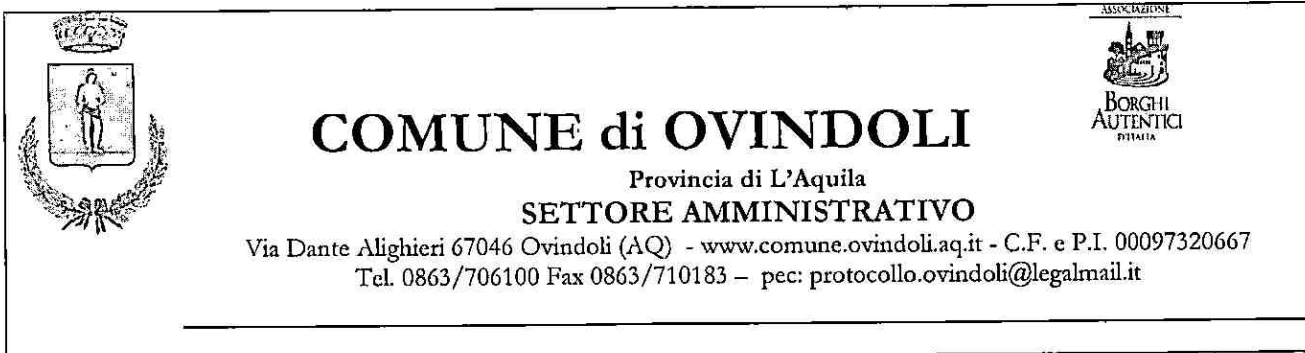 ASSOCIAZIONE
BORGHI
AUTENTICI
D'ITALIA
COMUNE di OVINDOLI
Provincia di L'Aquila
SETTORE AMMINISTRATIVO
Via Dante Alighieri 67046 Ovindoli (AQ) - www.comune.ovindoli.aq.it - C.F. e P.I. 00097320667
Tel. 0863/706100 Fax 0863/710183 – pec: protocollo.ovindoli@legalmail.it